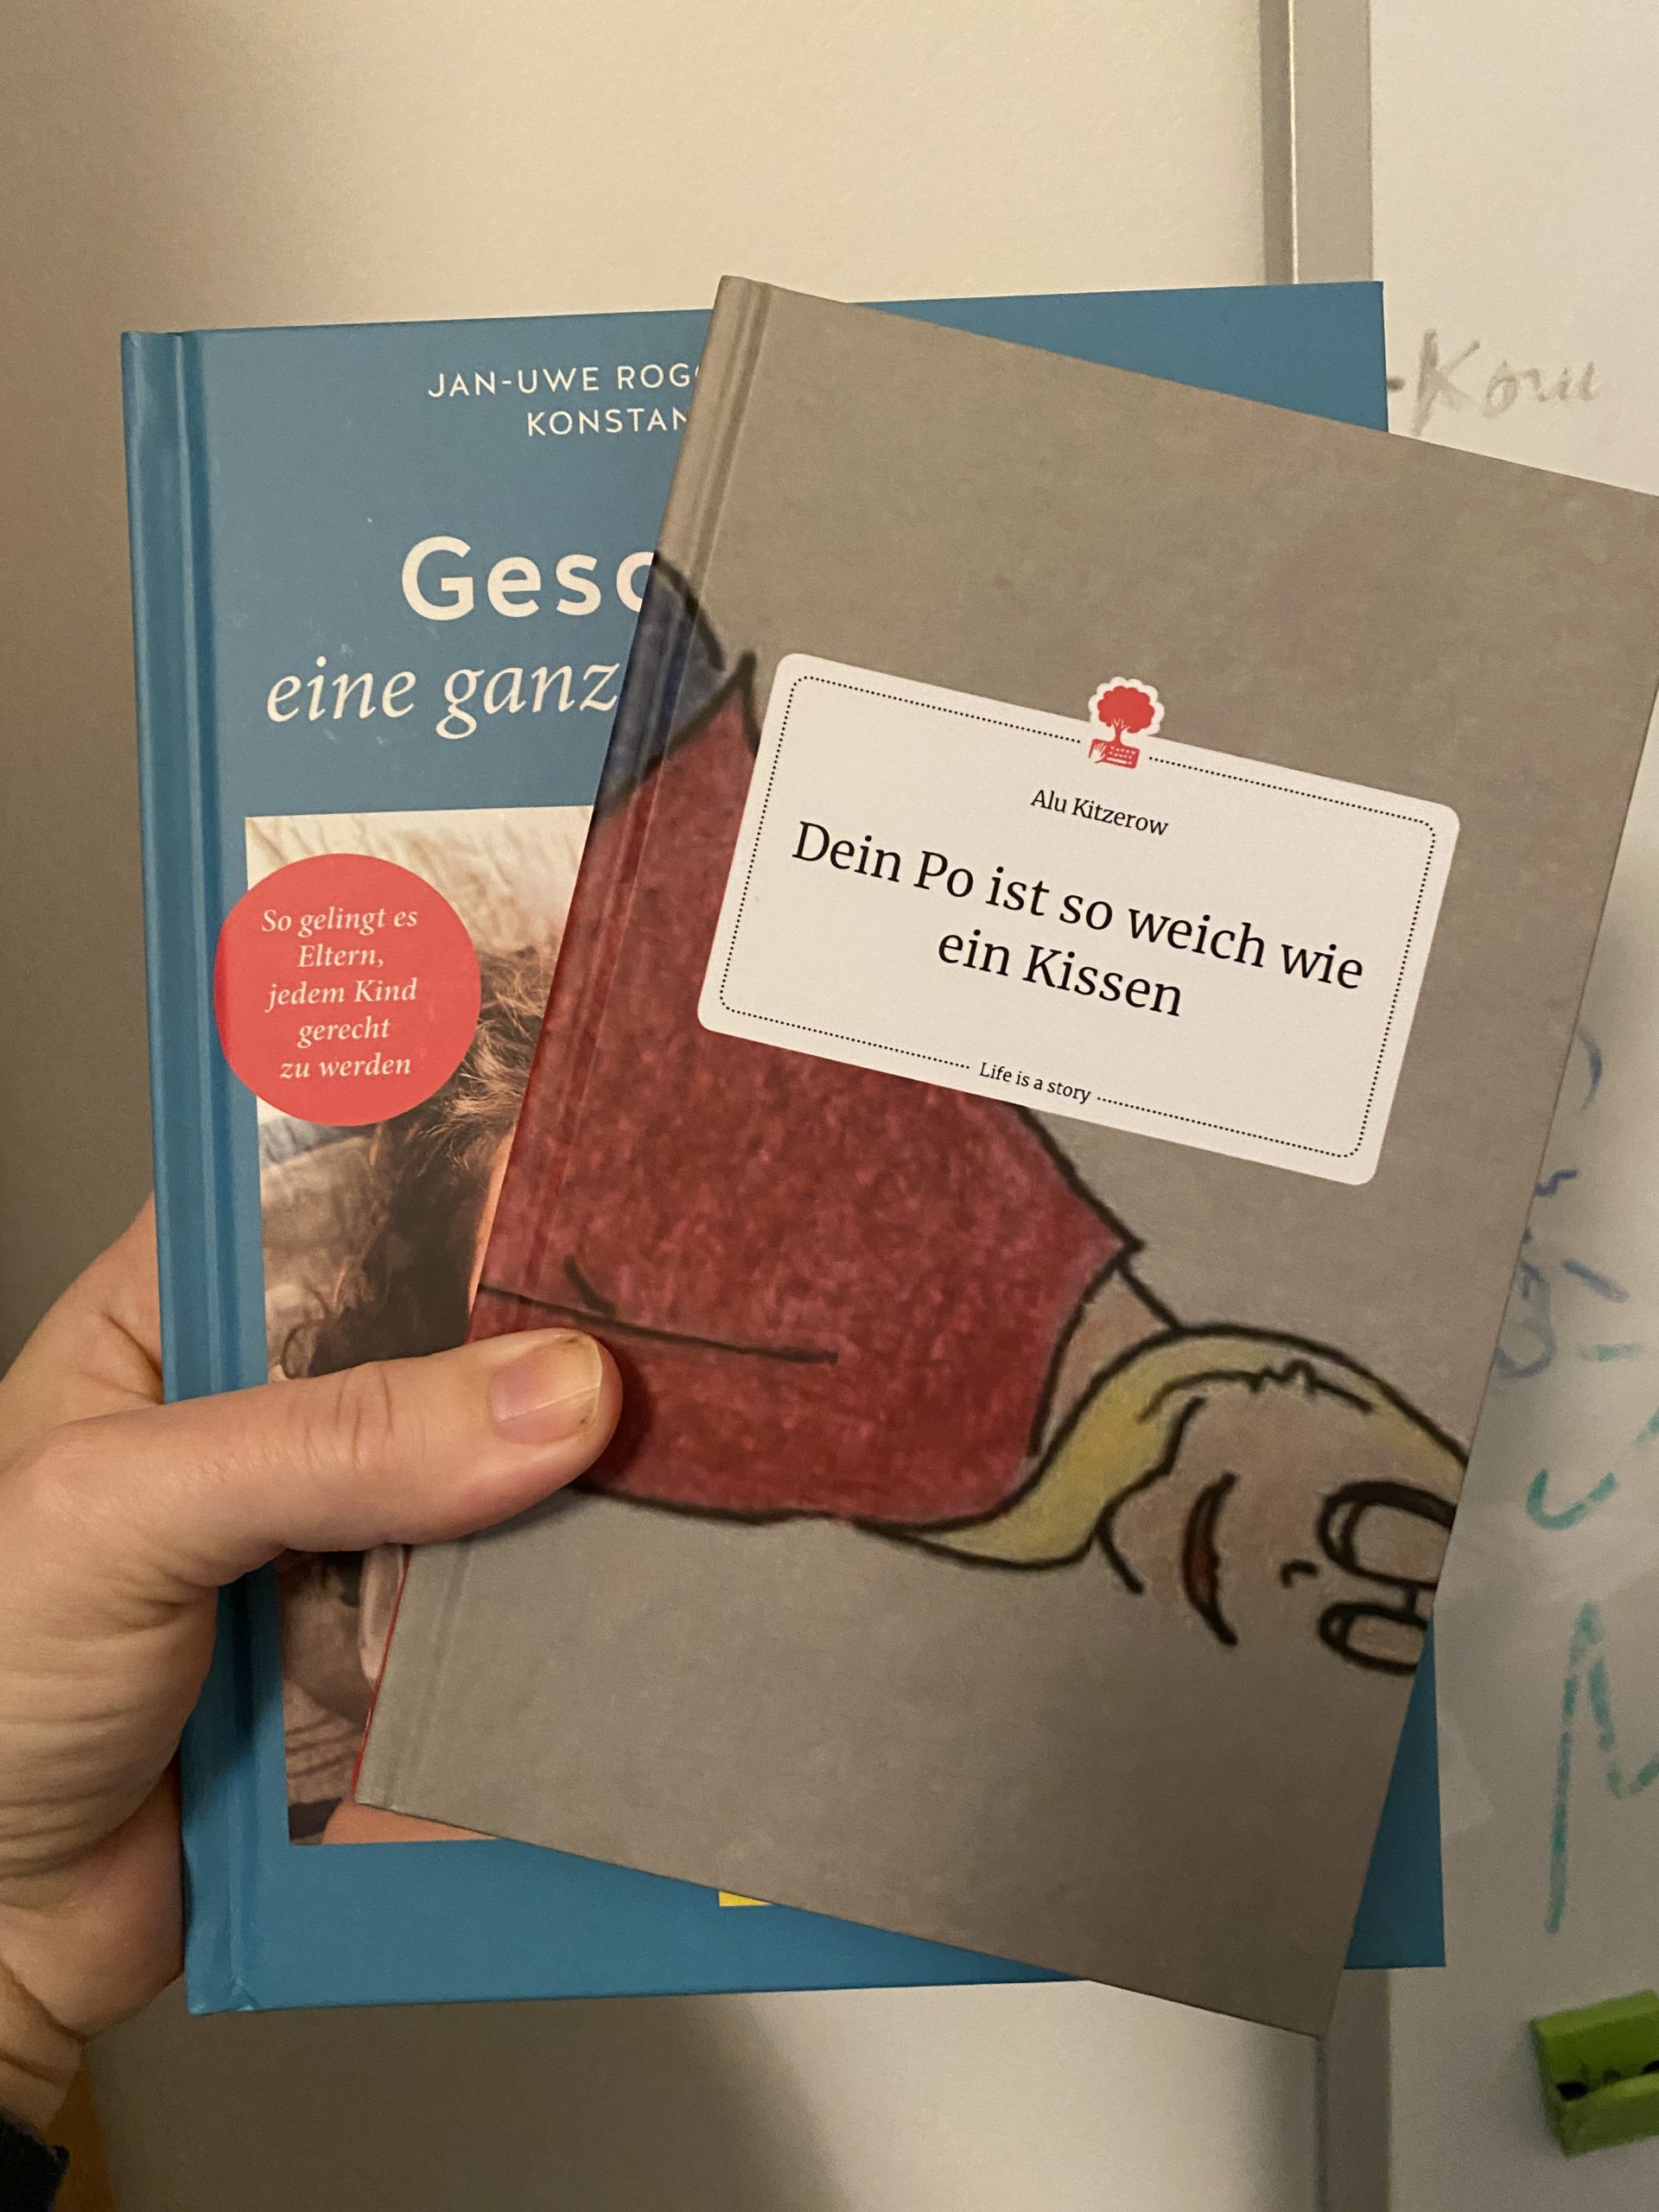 JAN-UWE ROG
KONSTAN
Gesc
eine ganz
So gelingt es
Eltern,
jedem Kind
gerecht
zu werden
Alu Kitzerow
Dein Po ist so weich wie
ein Kissen
Life is a story